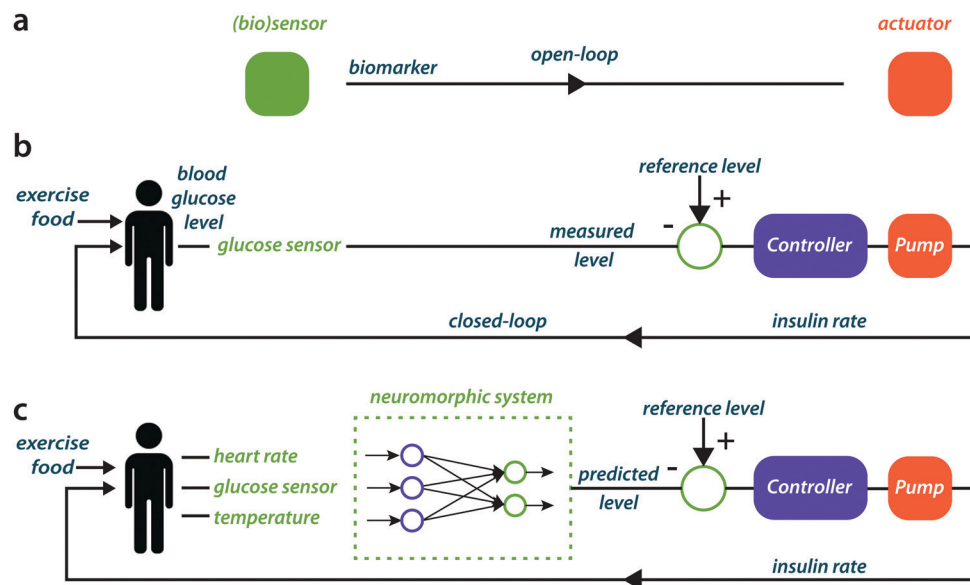 a
(bio)sensor
actuator
biomarker
open-loop
b
exercise
food
blood
glucose
level
glucose sensor
measured
level
reference level
+
-
Controller
Pump
closed-loop
insulin rate
c
exercise
food
heart rate
glucose sensor
temperature
neuromorphic system
predicted
level
reference level
+
-
Controller
Pump
insulin rate